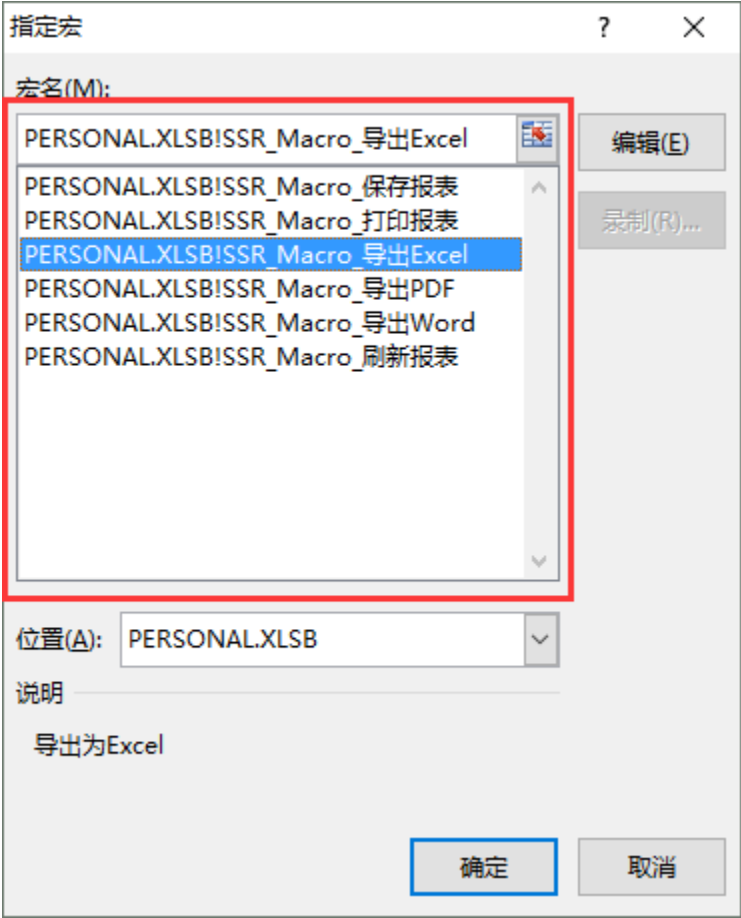 指定宏
?
宏名(M):
PERSONAL.XLSB!SSR_Macro_导出Excel
编辑(E)
PERSONAL.XLSB!SSR_Macro_保存报表
PERSONAL.XLSB!SSR_Macro_打印报表
录制(R)...
PERSONAL.XLSB!SSR_Macro_导出Excel
PERSONAL.XLSB!SSR_Macro_导出PDF
PERSONAL.XLSB!SSR_Macro_导出Word
PERSONAL.XLSB!SSR_Macro_刷新报表
位置(A):
PERSONAL.XLSB
说明
导出为Excel
确定
取消